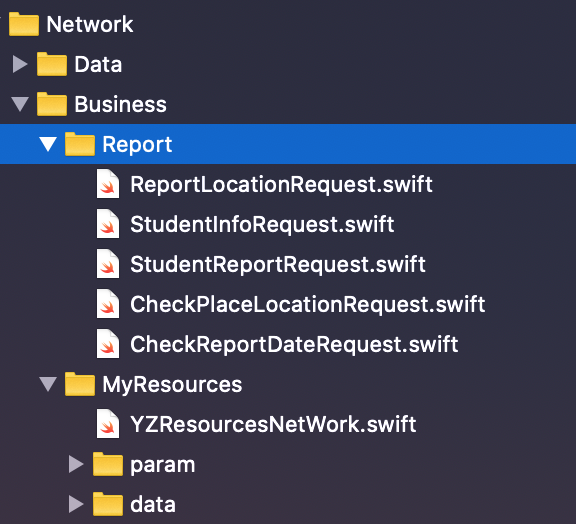 Network
Data
Business
Report
ReportLocationRequest.swift
StudentInfoRequest.swift
StudentReportRequest.swift
CheckPlaceLocationRequest.swift
CheckReportDateRequest.swift
MyResources
YZResourcesNetWork.swift
param
data